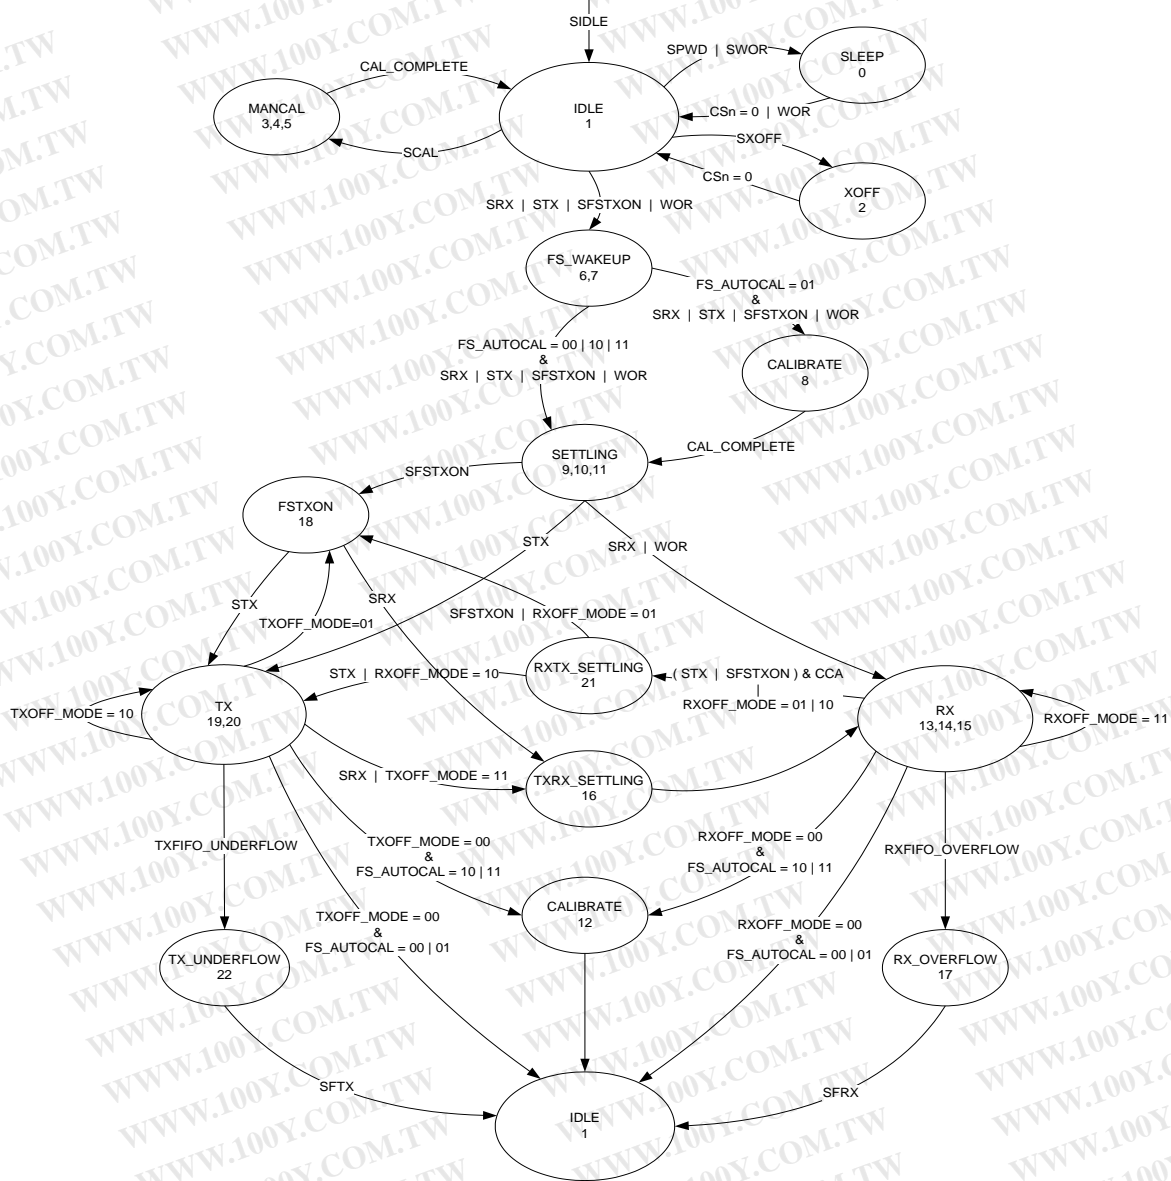 SIDLE
SPWD | SWOR
SLEEP
0
CAL_COMPLETE
MANCAL
3,4,5
IDLE
1
CSn = 0 | WOR
SXOFF
SCAL
CSn = 0
XOFF
2
SRX | STX | SFSTXON | WOR
FS_WAKEUP
6,7
FS_AUTOCAL = 01
&
SRX | STX | SFSTXON | WOR
FS_AUTOCAL = 00 | 10 | 11
&
SRX | STX | SFSTXON | WOR
CALIBRATE
8
CAL_COMPLETE
SETTLING
9,10,11
SFSTXON
FSTXON
18
STX
SRX | WOR
STX
SRX
TXOFF_MODE=01
SFSTXON | RXOFF_MODE = 01
STX | RXOFF_MODE = 10
RXTX_SETTLING
21
( STX | SFSTXON ) & CCA
|
RXOFF_MODE = 01 | 10
TXOFF_MODE = 10
TX
19,20
RX
13,14,15
RXOFF_MODE = 11
SRX | TXOFF_MODE = 11
TXRX_SETTLING
16
TXFIFO_UNDERFLOW
TXOFF_MODE = 00
&
FS_AUTOCAL = 10 | 11
RXOFF_MODE = 00
&
FS_AUTOCAL = 10 | 11
RXFIFO_OVERFLOW
TXOFF_MODE = 00
&
FS_AUTOCAL = 00 | 01
CALIBRATE
12
RXOFF_MODE = 00
&
FS_AUTOCAL = 00 | 01
TX_UNDERFLOW
22
RX_OVERFLOW
17
SFTX
SFRX
IDLE
1
WWW.100Y.COM.TW